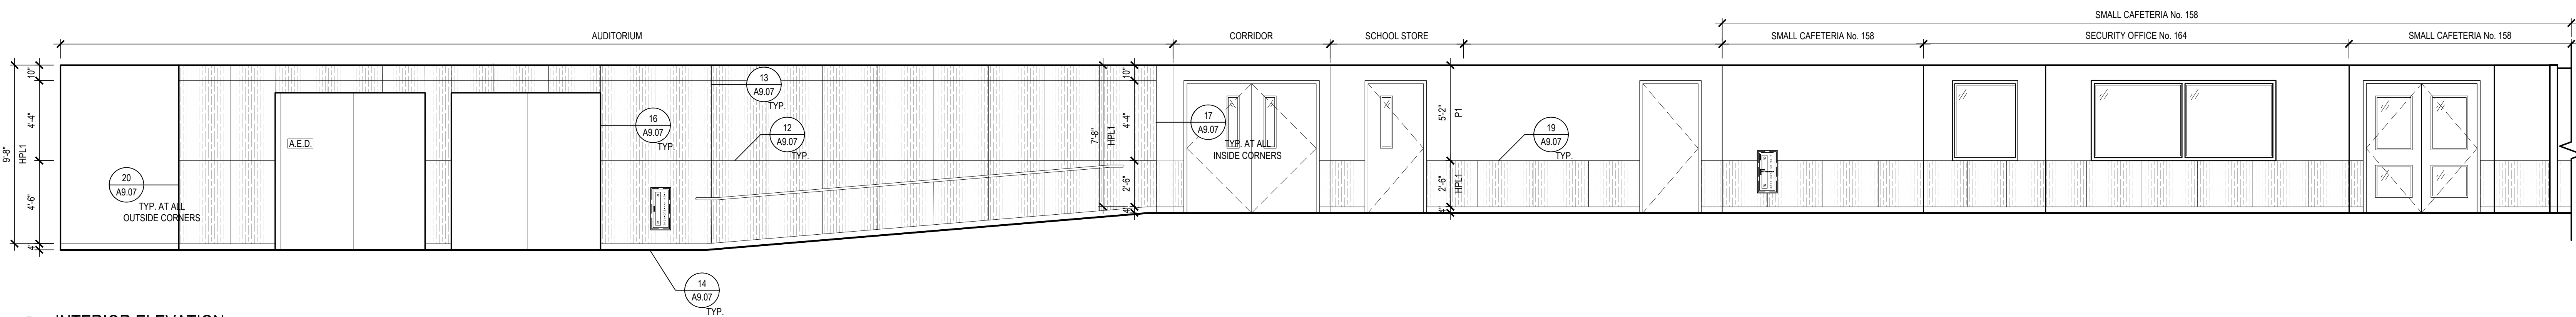 SMALL CAFETERIA No. 158
AUDITORIUM
CORRIDOR
SCHOOL STORE
SMALL CAFETERIA No. 158
SECURITY OFFICE No. 164
SMALL CAFETERIA No. 158
9'-8"
HPL1
10"
4'-4"
4'-6"
4"
20
A9.07
TYP. AT ALL
OUTSIDE CORNERS
A.E.D.
16
A9.07
TYP.
13
A9.07
TYP.
12
A9.07
TYP.
14
A9.07
TYP.
7'-8"
HPL1
10"
4'-4"
2'-6"
4"
17
A9.07
TYP. AT ALL
INSIDE CORNERS
5'-2"
P1
2'-6"
HPL1
4"
19
A9.07
TYP.